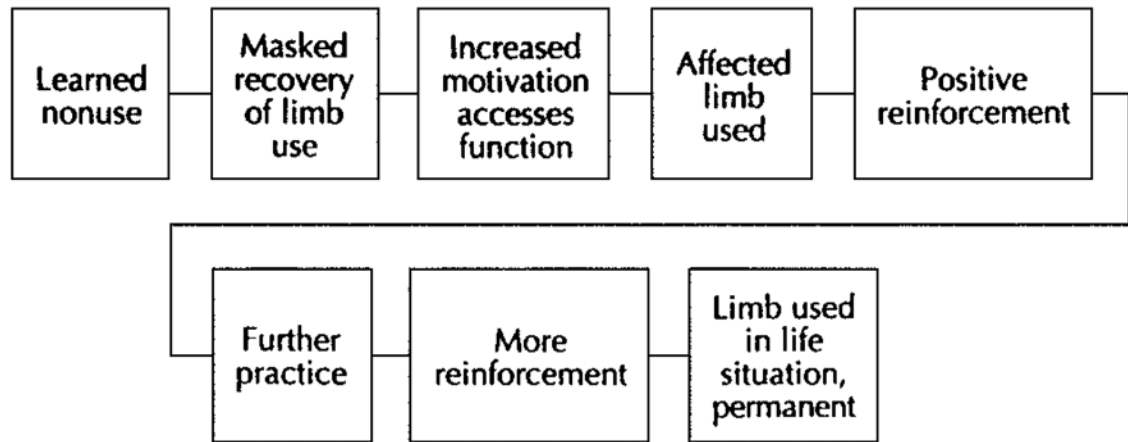 Learned
nonuse
Masked
recovery
of limb
use
Increased
motivation
accesses
function
Affected
limb
used
Positive
reinforcement
Further
practice
More
reinforcement
Limb used
in life
situation,
permanent